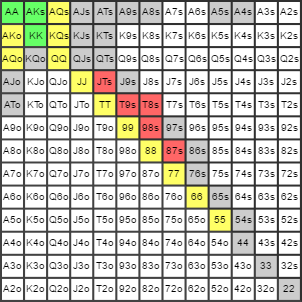 AA AKs AQs AJs ATs A9s A8s A7s A6s A5s A4s A3s A2s
AKo KK KQs KJs KTs K9s K8s K7s K6s K5s K4s K3s K2s
AQo KQo QQ QJs QTs Q9s Q8s Q7s Q6s Q5s Q4s Q3s Q2s
AJo KJo QJo JJ JTs J9s J8s J7s J6s J5s J4s J3s J2s
ATo KTo QTo JTo TT T9s T8s T7s T6s T5s T4s T3s T2s
A9o K9o Q9o J9o T9o 99 98s 97s 96s 95s 94s 93s 92s
A8o K8o Q8o J8o T8o 98o 88 87s 86s 85s 84s 83s 82s
A7o K7o Q7o J7o T7o 97o 87o 77 76s 75s 74s 73s 72s
A6o K6o Q6o J6o T6o 96o 86o 76o 66 65s 64s 63s 62s
A5o K5o Q5o J5o T5o 95o 85o 75o 65o 55 54s 53s 52s
A4o K4o Q4o J4o T4o 94o 84o 74o 64o 54o 44 43s 42s
A3o K3o Q3o J3o T3o 93o 83o 73o 63o 53o 43o 33 32s
A2o K2o Q2o J2o T2o 92o 82o 72o 62o 52o 42o 32o 22